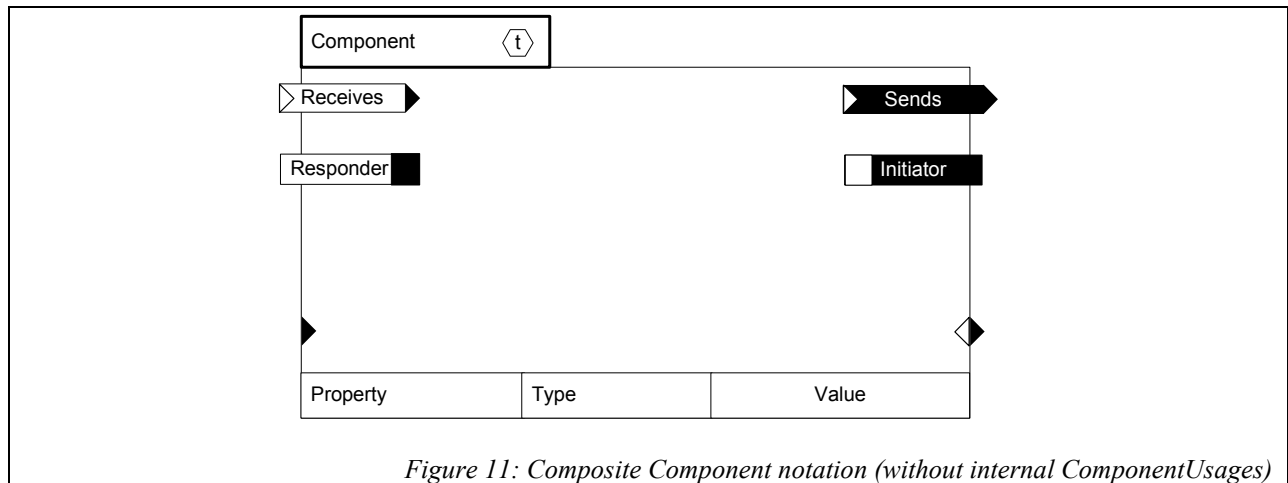 Component t
Receives Sends
Responder Initiator
Property Type Value
Figure 11: Composite Component notation (without internal ComponentUsages)